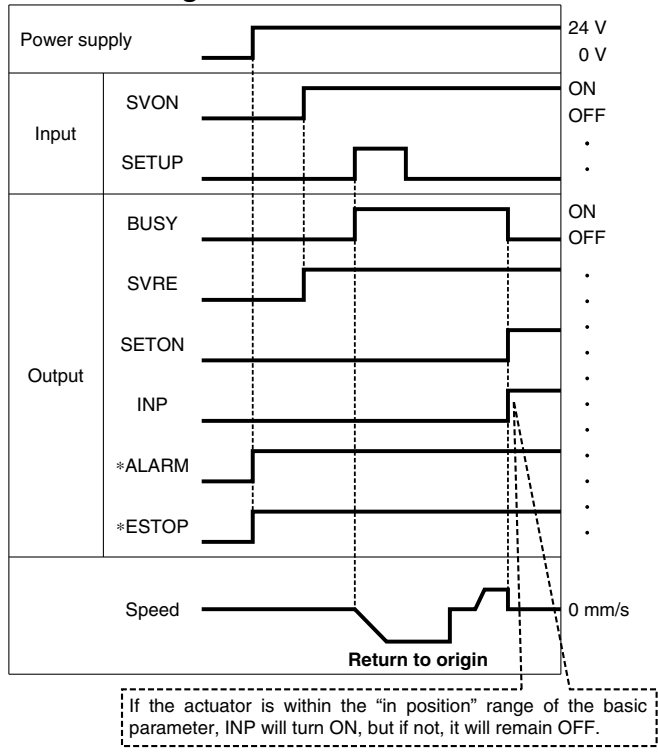 Power supply
24 V
0 V
Input
SVON
ON
OFF
SETUP
Output
BUSY
ON
OFF
SVRE
SETON
INP
*ALARM
*ESTOP
Speed
0 mm/s
Return to origin
If the actuator is within the “in position” range of the basic
parameter, INP will turn ON, but if not, it will remain OFF.